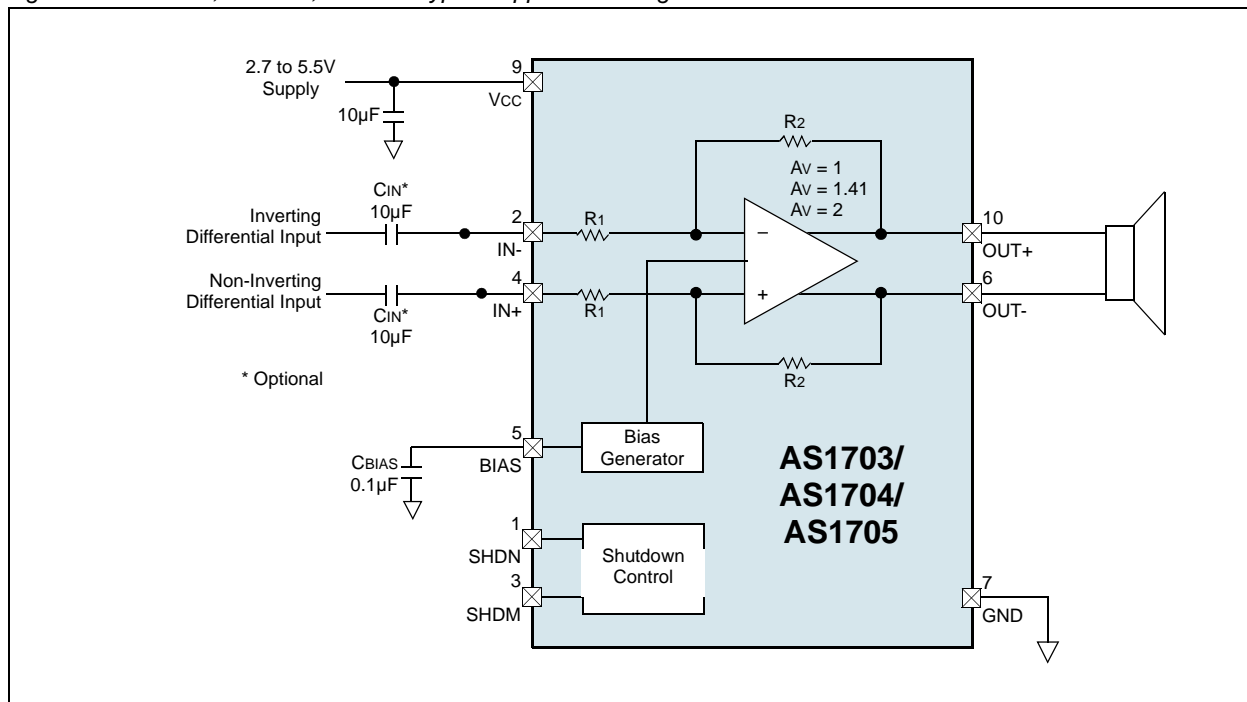 2.7 to 5.5V
Supply
10µF
9
VCC
CIN*
10µF
Inverting
Differential Input
2
IN-
R1
R2
AV = 1
AV = 1.41
AV = 2
−
+
10
OUT+
6
OUT-
Non-Inverting
Differential Input
CIN*
10µF
4
IN+
R1
R2
* Optional
5
BIAS
CBIAS
0.1µF
Bias
Generator
1
SHDN
3
SHDM
Shutdown
Control
AS1703/
AS1704/
AS1705
7
GND